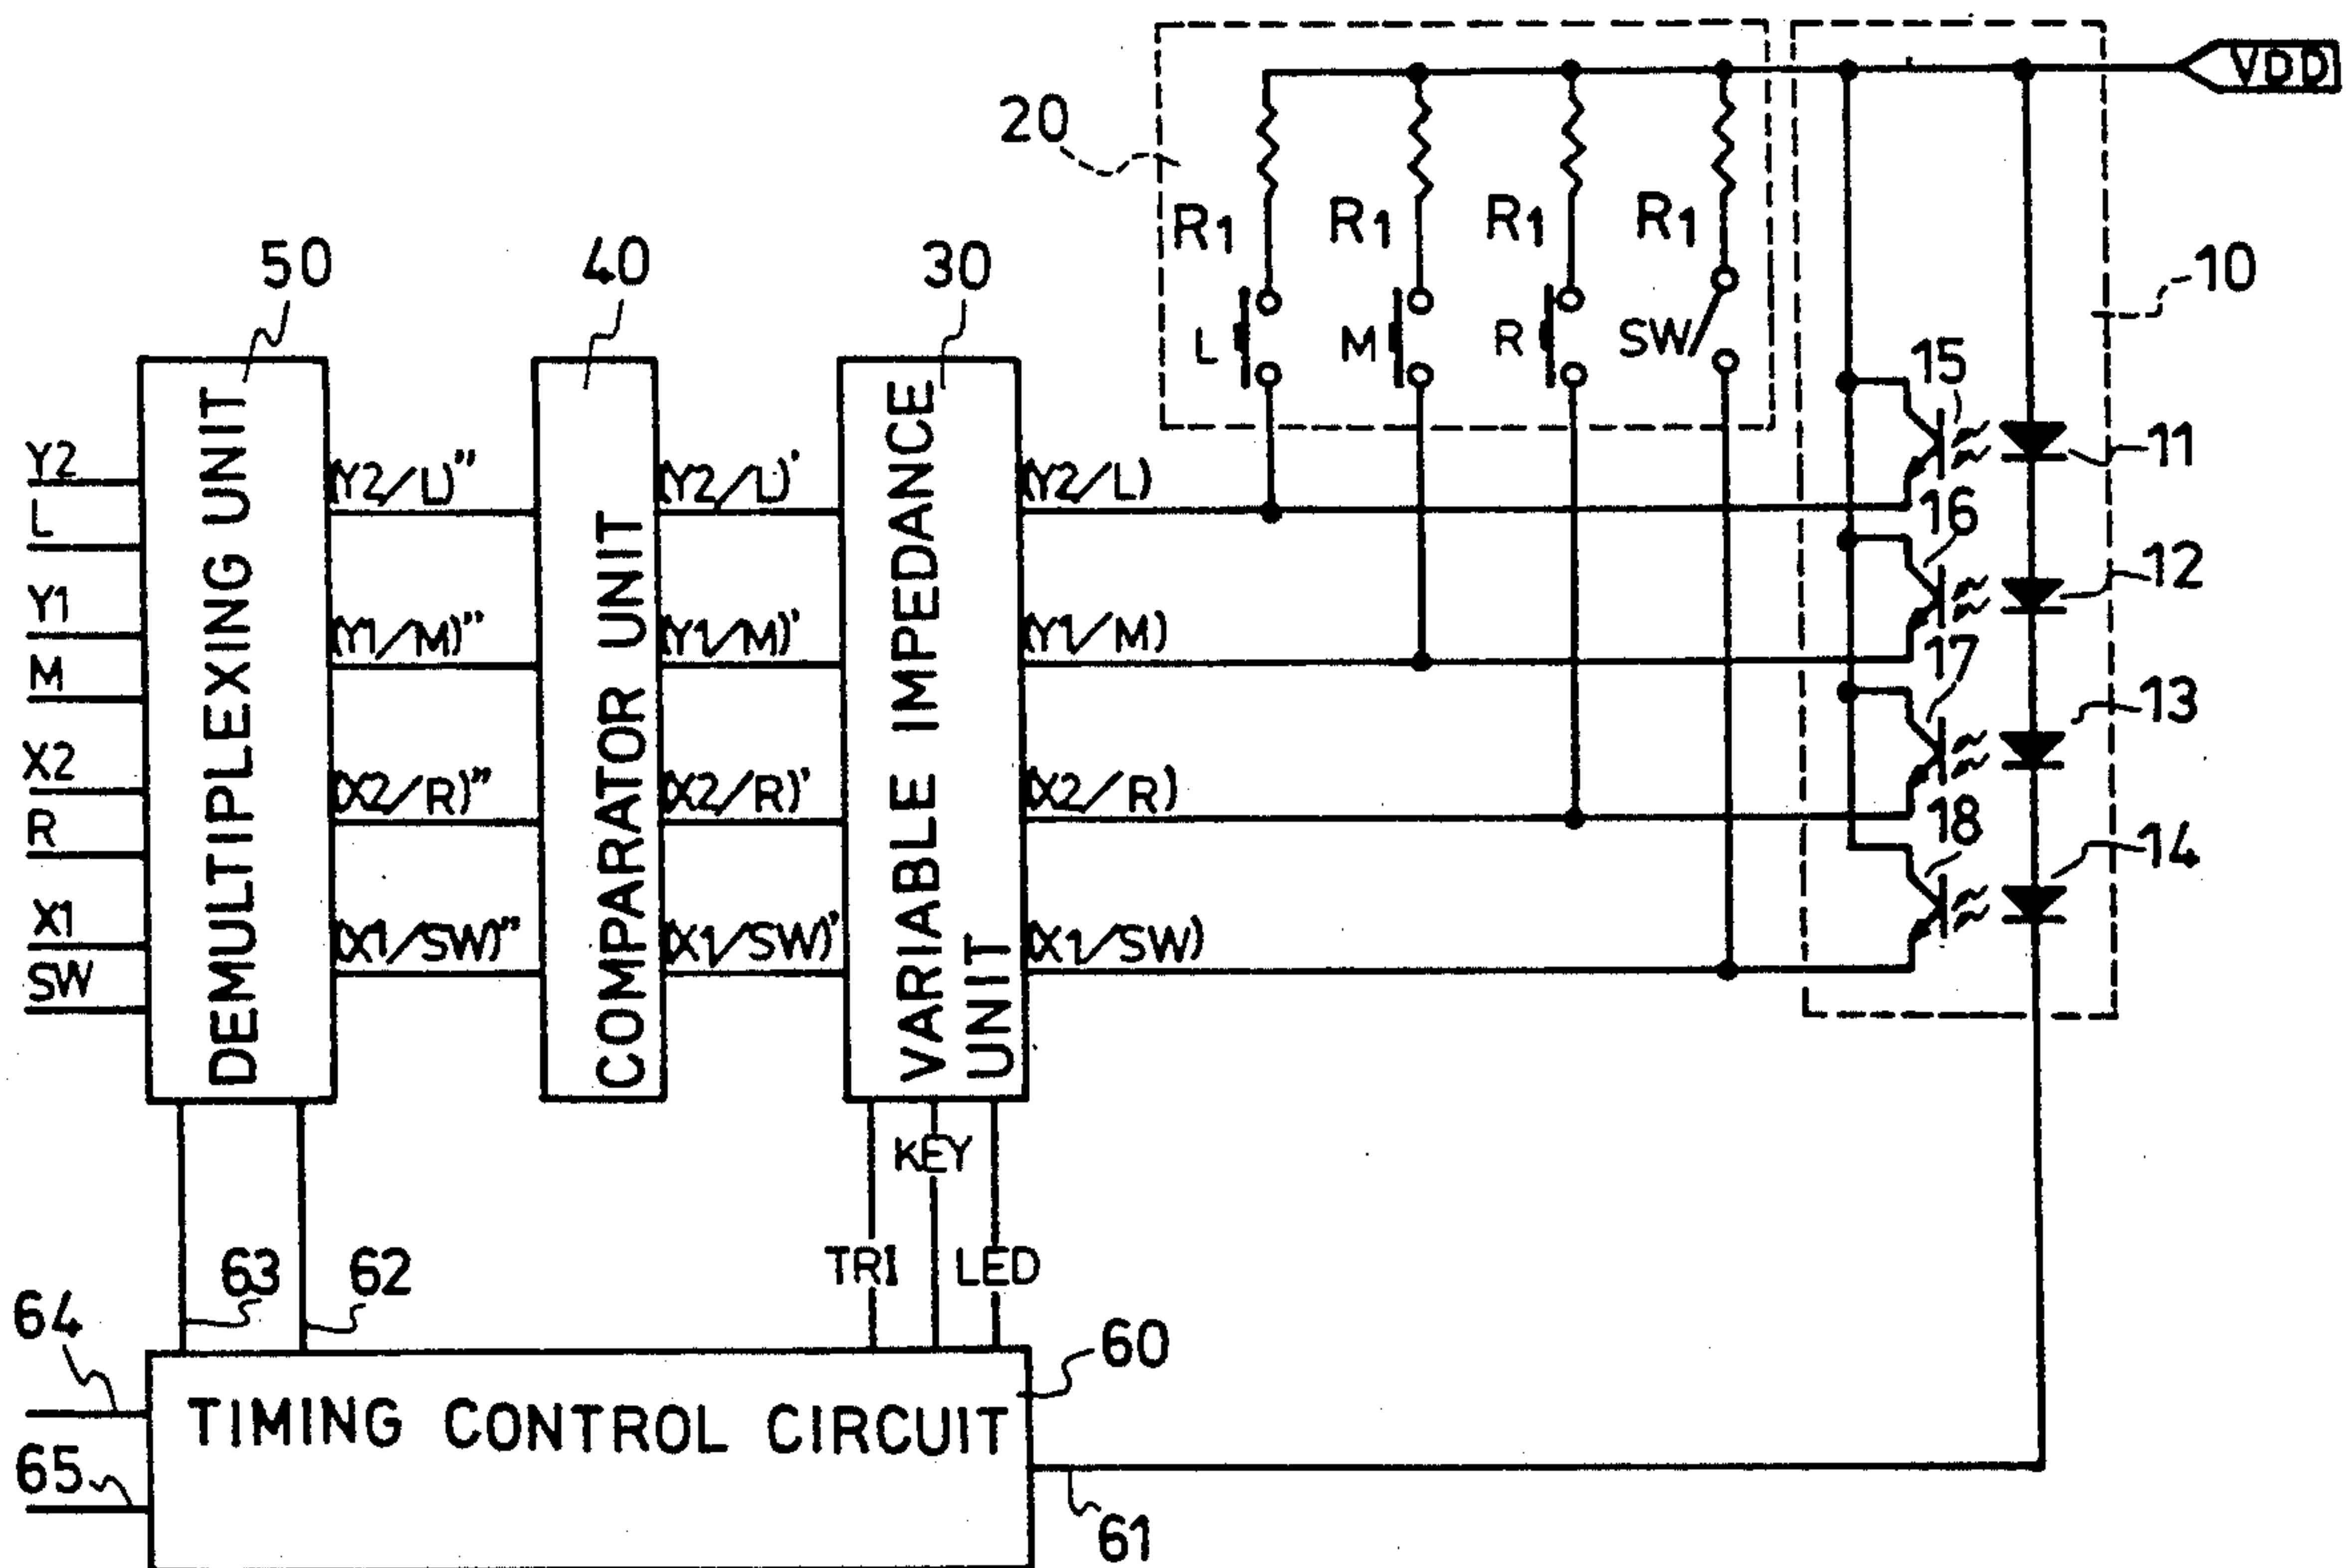 VDD
20
R1 R1 R1 R1
50 40 30 10
L M R SW
15
11
Y2 (Y2/L)" (Y2/L)' (Y2/L)
L
16
12
Y1 (Y1/M)" (Y1/M)' (Y1/M)
M
17
13
X2 (X2/R)" (X2/R)' (X2/R)
R
18
14
X1 (X1/SW)" (X1/SW)' (X1/SW)
SW
DEMULTIPLEXING UNIT
COMPARATOR UNIT
VARIABLE IMPEDANCE
UNIT
KEY
TRI LED
63 62
64
60
TIMING CONTROL CIRCUIT
65
61